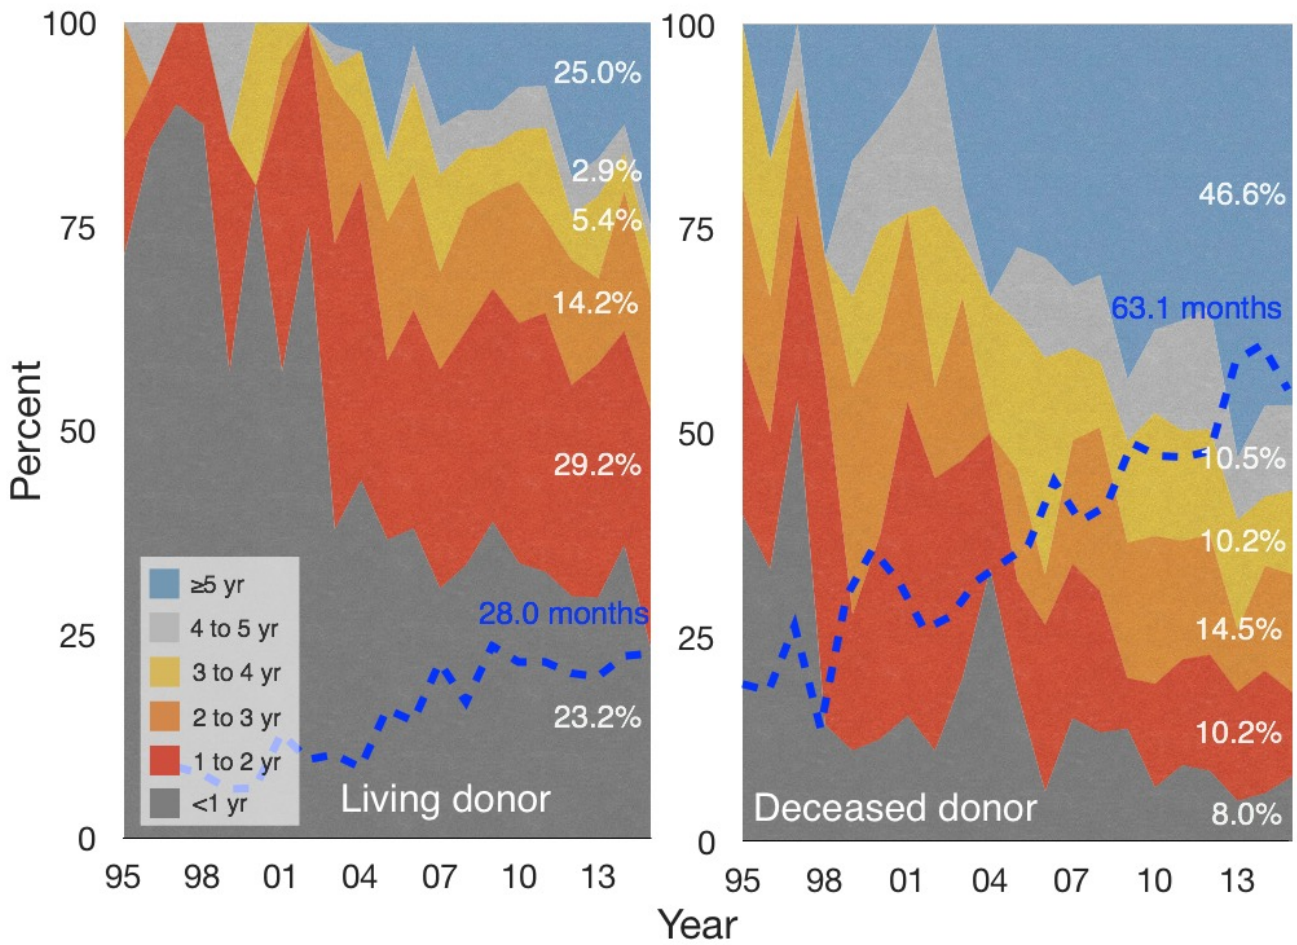 100
75
50
25
0
Percent
25.0%
2.9%
5.4%
14.2%
29.2%
28.0 months
23.2%
≥5 yr
4 to 5 yr
3 to 4 yr
2 to 3 yr
1 to 2 yr
<1 yr
Living donor
95 98 01 04 07 10 13
100
75
50
25
0
46.6%
63.1 months
10.5%
10.2%
14.5%
10.2%
8.0%
Deceased donor
95 98 01 04 07 10 13
Year